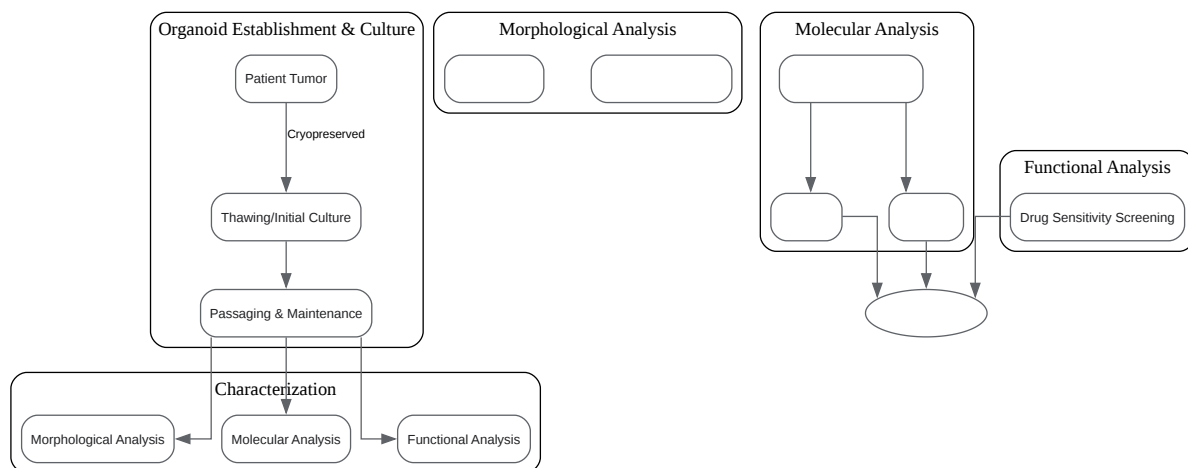 Organoid Establishment & Culture
Patient Tumor
Cryopreserved
Thawing/Initial Culture
Passaging & Maintenance
Morphological Analysis
Molecular Analysis
Functional Analysis
Drug Sensitivity Screening
Characterization
Morphological Analysis
Molecular Analysis
Functional Analysis